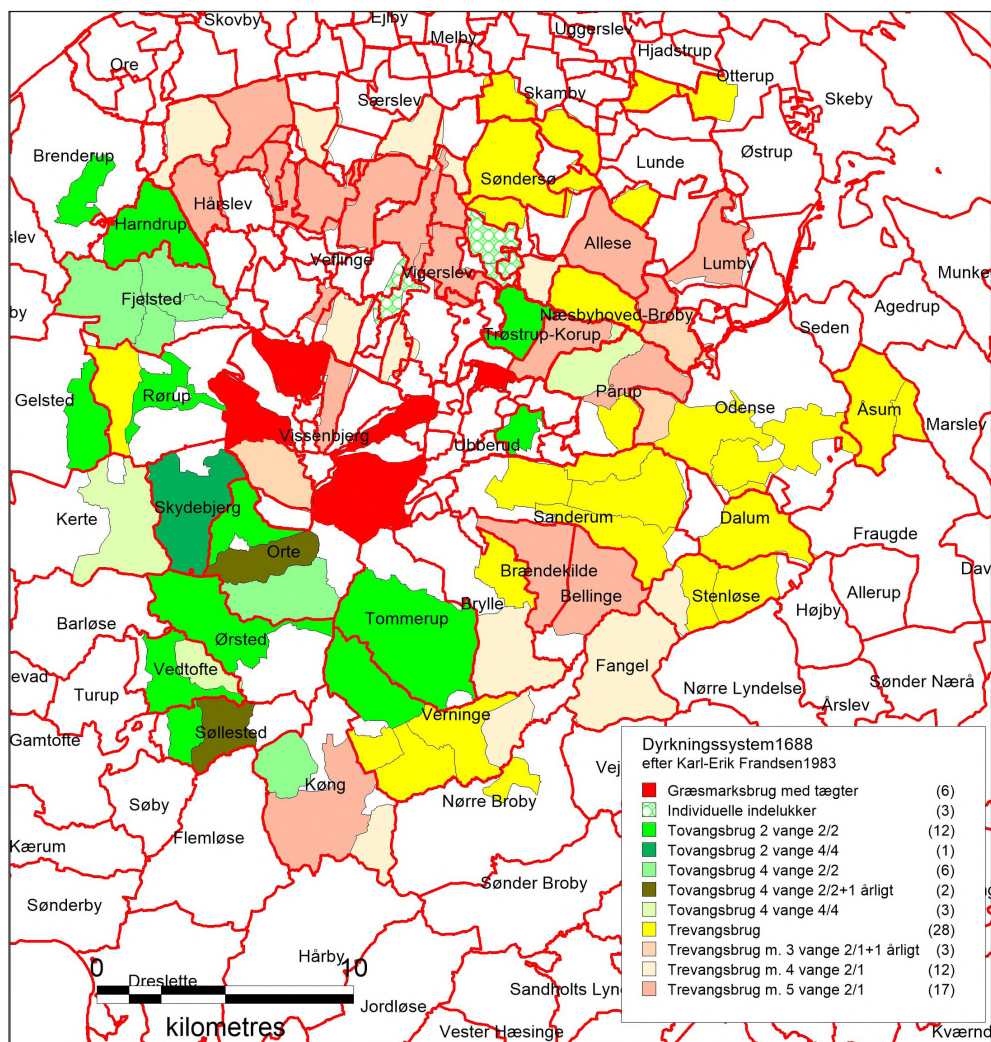 Skovby
Ejlby
Melby
Uggerslev
Hjadstrup
Ore
Særslev
Skamby
Otterup
Skeby
Brenderup
Lunde
Østrup
Søndersø
Hårslev
Harndrup
slev
Allese
Lumby
Veflinge
Vigerslev
Munke
Fjelsted
by
Agedrup
Næsbyhoved-Broby
Seden
Trøstrup-Korup
Gelsted
Rørup
Pårup
Odense
Åsum
Marslev
Vissenbjerg
Ubberud
Kerte
Skydebjerg
Sanderum
Dalum
Fraugde
Orte
Brændekilde
Dav
Bellinge
Stenløse
Allerup
Barløse
Brylle
Højby
Tommerup
Ørsted
Vedtofte
Fangel
evad
Turup
Nørre Lyndelse
Sønder Nærå
Årslev
Verninge
Gamtofte
Søllested
Vej
Køng
Søby
Nørre Broby
Flemløse
Kærum
Sønder Broby
Sønderby
Hårby
Dreslette
Sandholts Lyn
Jordløse
Vester Hæsinge
Kværnd
0 10
kilometres
Dyrkningssystem1688
efter Karl-Erik Frandsen1983
Græsmarksbrug med tægter (6)
Individuelle indelukker (3)
Tovangsbrug 2 vange 2/2 (12)
Tovangsbrug 2 vange 4/4 (1)
Tovangsbrug 4 vange 2/2 (6)
Tovangsbrug 4 vange 2/2+1 årligt (2)
Tovangsbrug 4 vange 4/4 (3)
Trevangsbrug (28)
Trevangsbrug m. 3 vange 2/1+1 årligt (3)
Trevangsbrug m. 4 vange 2/1 (12)
Trevangsbrug m. 5 vange 2/1 (17)